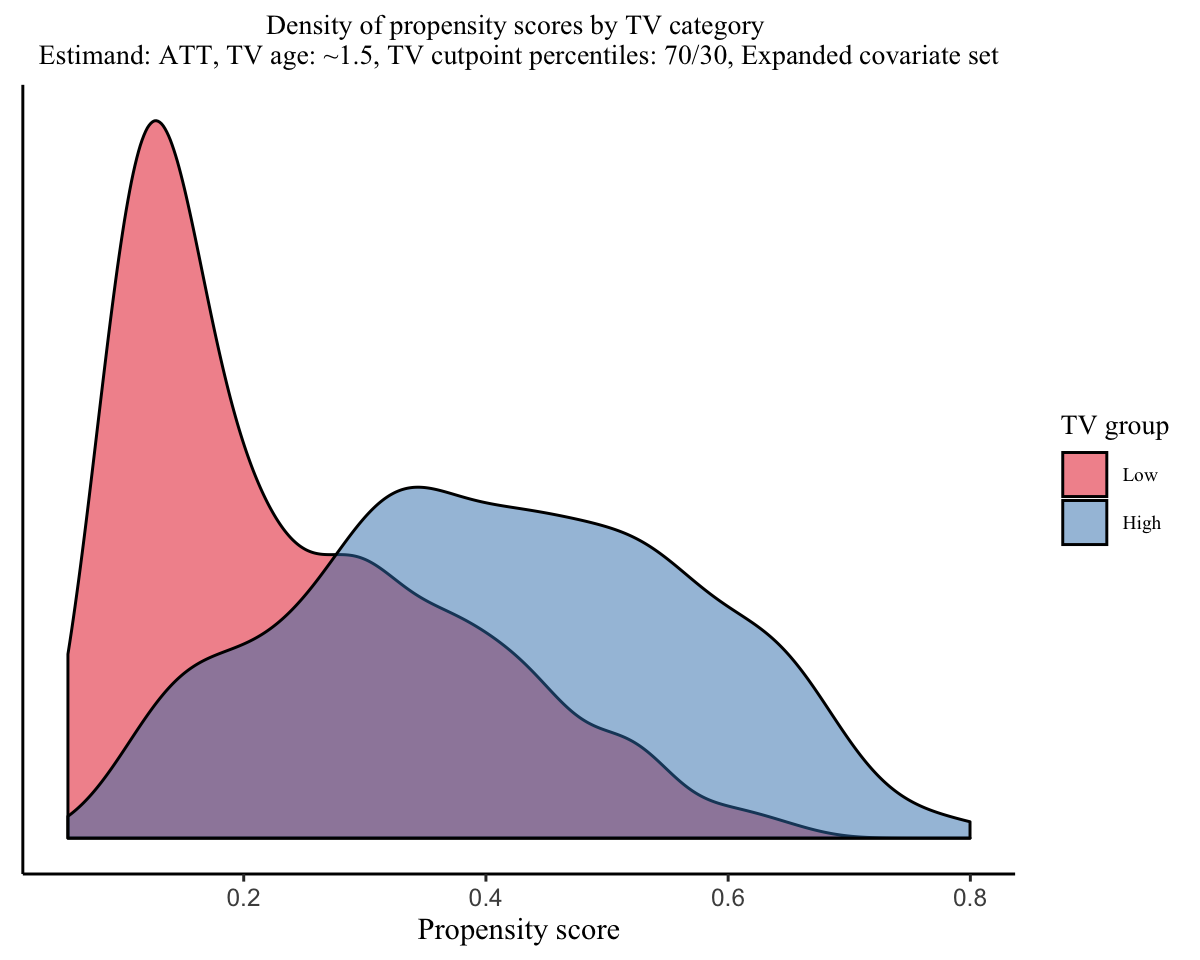 Density of propensity scores by TV category
Estimand: ATT, TV age: ~1.5, TV cutpoint percentiles: 70/30, Expanded covariate set
TV group
Low
High
0.2 0.4 0.6 0.8
Propensity score